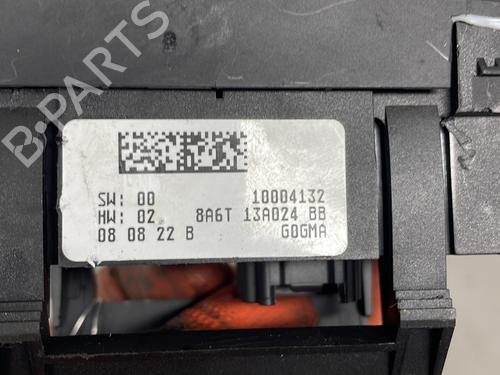 B-PARTS
SW: 00 10004132
HW: 02 8A6T 13A024 BB
08 08 22 B GOGMA